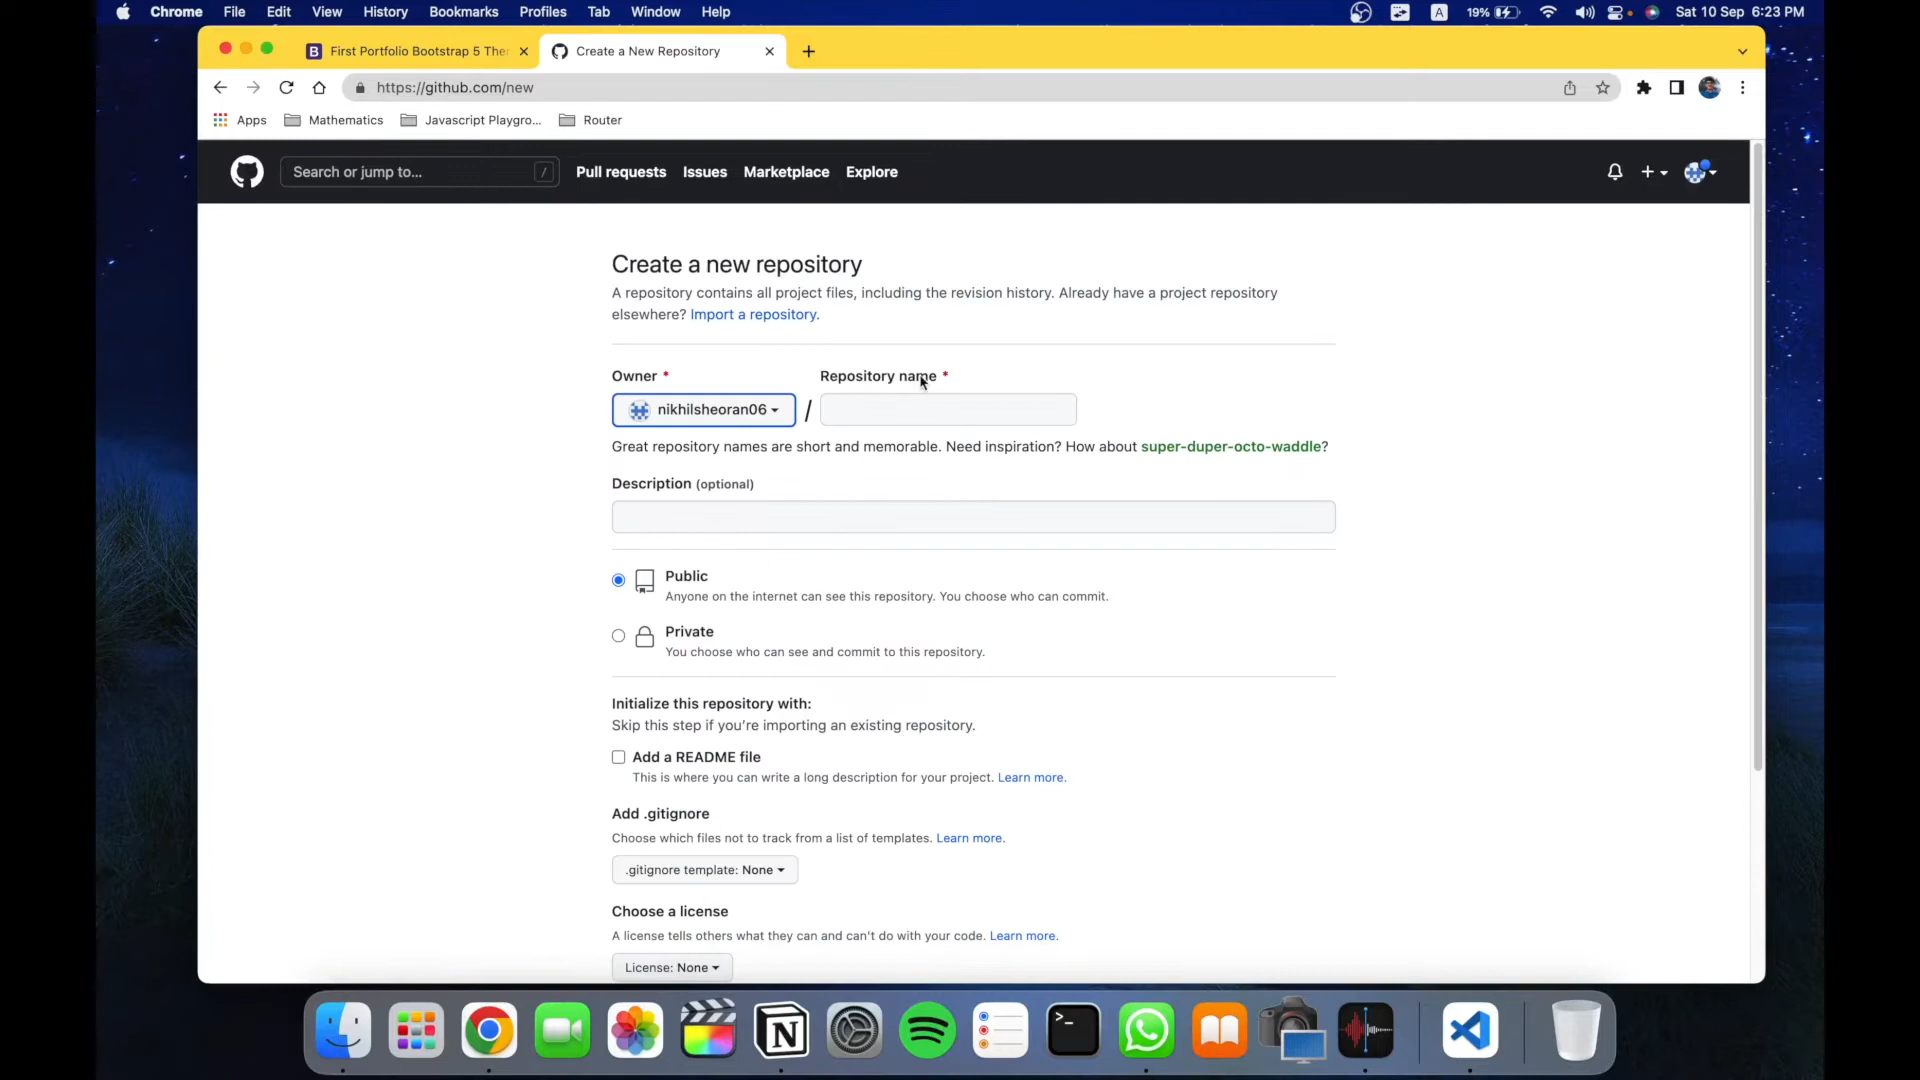 Chrome File Edit View History Bookmarks Profiles Tab Window Help
A 19% Sat 10 Sep 6:23 PM
B First Portfolio Bootstrap 5 Ther
Create a New Repository
https://github.com/new
Apps Mathematics Javascript Playgro... Router
Search or jump to... / Pull requests Issues Marketplace Explore
Create a new repository
A repository contains all project files, including the revision history. Already have a project repository
elsewhere? Import a repository.
Owner * Repository name *
nikhilsheoran06 /
Great repository names are short and memorable. Need inspiration? How about super-duper-octo-waddle?
Description (optional)
Public
Anyone on the internet can see this repository. You choose who can commit.
Private
You choose who can see and commit to this repository.
Initialize this repository with:
Skip this step if you're importing an existing repository.
Add a README file
This is where you can write a long description for your project. Learn more.
Add .gitignore
Choose which files not to track from a list of templates. Learn more.
.gitignore template: None
Choose a license
A license tells others what they can and can't do with your code. Learn more.
License: None